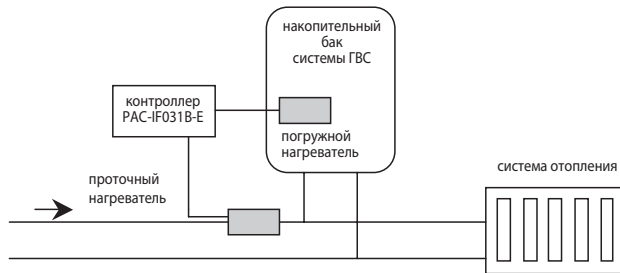 накопительный
бак
системы ГВС
контроллер
PAC-IF031B-E
погружной
нагреватель
проточный
нагреватель
система отопления